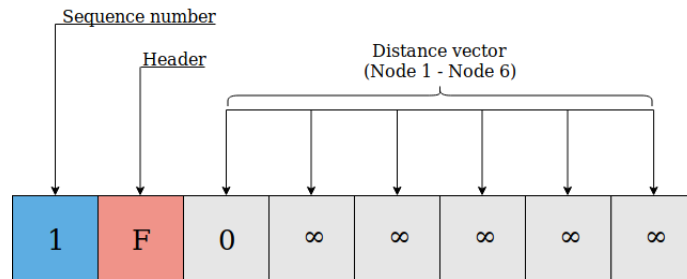 Sequence number
Header
Distance vector
(Node 1 - Node 6)
1 F 0 ∞ ∞ ∞ ∞ ∞